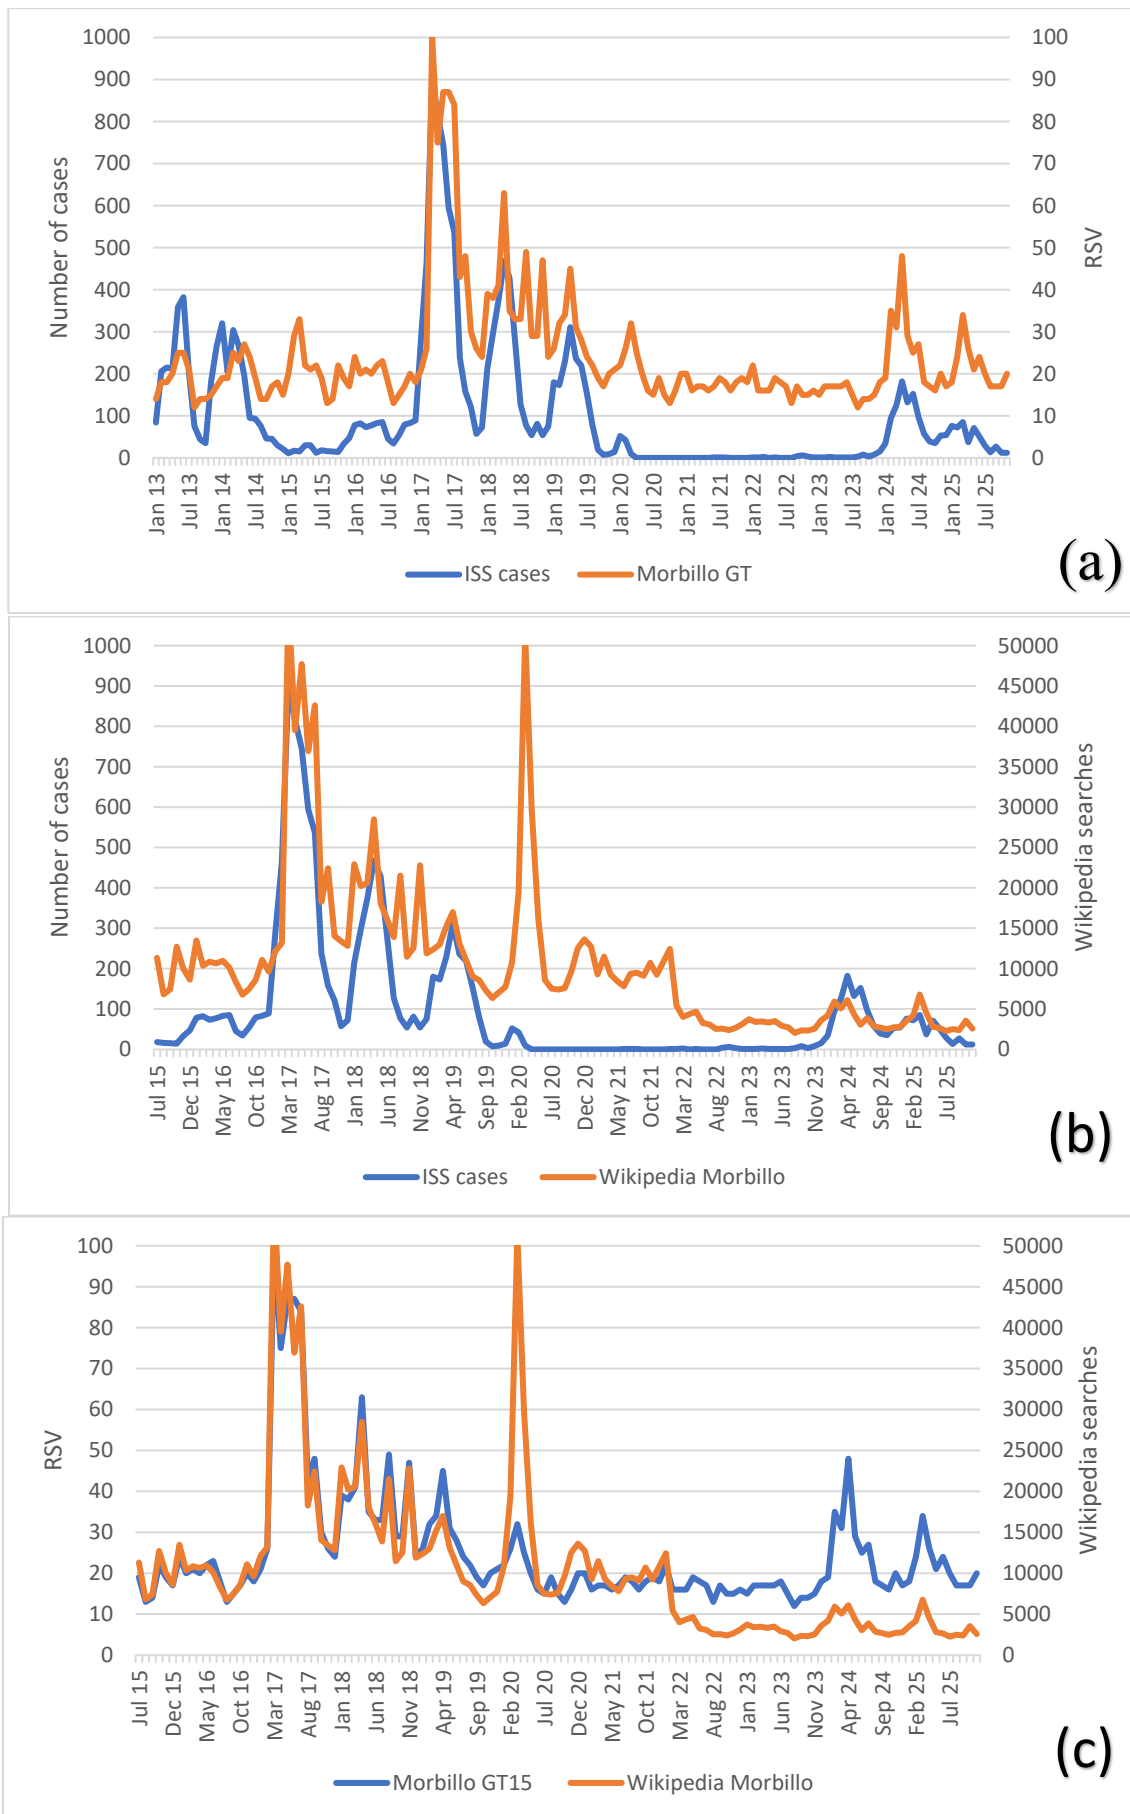 1000
900
800
700
600
500
400
300
200
100
0
Number of cases
100
90
80
70
60
50
40
30
20
10
0
RSV
Jan 13
Jul 13
Jan 14
Jul 14
Jan 15
Jul 15
Jan 16
Jul 16
Jan 17
Jul 17
Jan 18
Jul 18
Jan 19
Jul 19
Jan 20
Jul 20
Jan 21
Jul 21
Jan 22
Jul 22
Jan 23
Jul 23
Jan 24
Jul 24
Jan 25
Jul 25
ISS cases
Morbillo GT
(a)
1000
900
800
700
600
500
400
300
200
100
0
Number of cases
50000
45000
40000
35000
30000
25000
20000
15000
10000
5000
0
Wikipedia searches
Jul 15
Dec 15
May 16
Oct 16
Mar 17
Aug 17
Jan 18
Jun 18
Nov 18
Apr 19
Sep 19
Feb 20
Jul 20
Dec 20
May 21
Oct 21
Mar 22
Aug 22
Jan 23
Jun 23
Nov 23
Apr 24
Sep 24
Feb 25
Jul 25
ISS cases
Wikipedia Morbillo
(b)
100
90
80
70
60
50
40
30
20
10
0
RSV
50000
45000
40000
35000
30000
25000
20000
15000
10000
5000
0
Wikipedia searches
Jul 15
Dec 15
May 16
Oct 16
Mar 17
Aug 17
Jan 18
Jun 18
Nov 18
Apr 19
Sep 19
Feb 20
Jul 20
Dec 20
May 21
Oct 21
Mar 22
Aug 22
Jan 23
Jun 23
Nov 23
Apr 24
Sep 24
Feb 25
Jul 25
Morbillo GT15
Wikipedia Morbillo
(c)